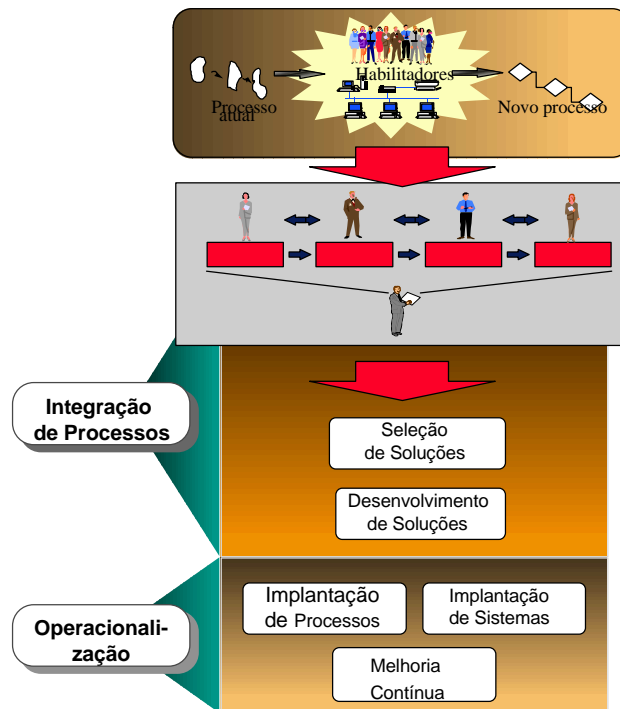 Habilitadores
Processo
atual
Novo processo
Integração
de Processos
Seleção
de Soluções
Desenvolvimento
de Soluções
Operacionali-
zação
Implantação
de Processos
Implantação
de Sistemas
Melhoria
Contínua